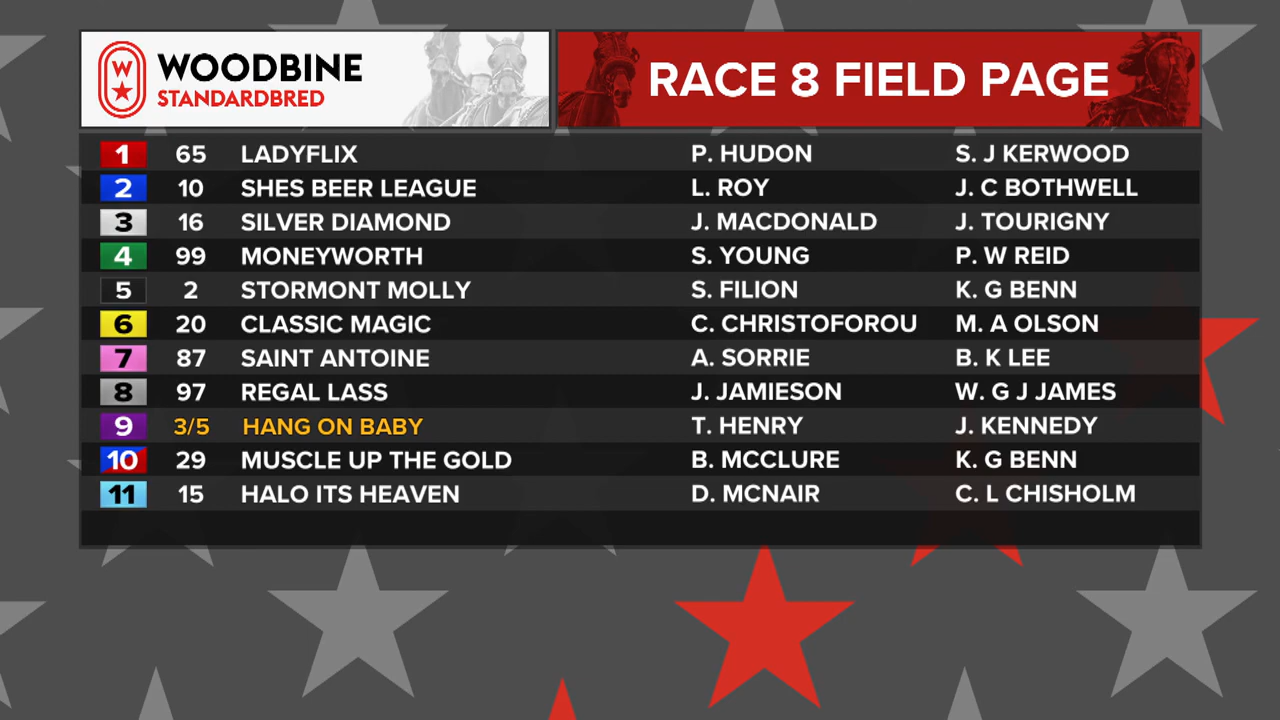 W
WOODBINE
STANDARDBRED
RACE 8 FIELD PAGE
1 65 LADYFLIX P. HUDON S. J KERWOOD
2 10 SHES BEER LEAGUE L. ROY J. C BOTHWELL
3 16 SILVER DIAMOND J. MACDONALD J. TOURIGNY
4 99 MONEYWORTH S. YOUNG P. W REID
5 2 STORMONT MOLLY S. FILION K. G BENN
6 20 CLASSIC MAGIC C. CHRISTOFOROU M. A OLSON
7 87 SAINT ANTOINE A. SORRIE B. K LEE
8 97 REGAL LASS J. JAMIESON W. G J JAMES
9 3/5 HANG ON BABY T. HENRY J. KENNEDY
10 29 MUSCLE UP THE GOLD B. MCCLURE K. G BENN
11 15 HALO ITS HEAVEN D. MCNAIR C. L CHISHOLM